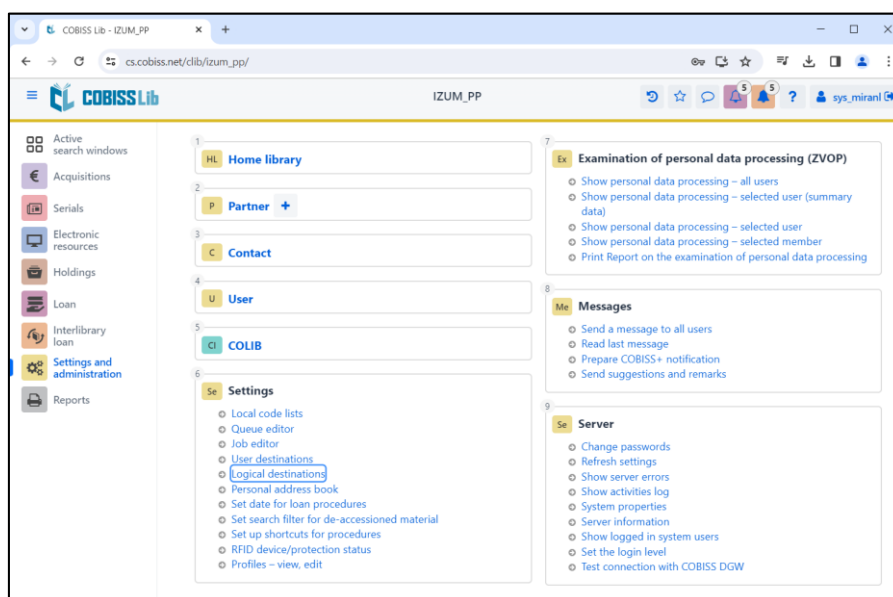 COBISS Lib - IZUM_PP
cs.cobiss.net/clib/izum_pp/
COBISS Lib
IZUM_PP
5
5
?
sys_miranl
Active
search windows
Acquisitions
Serials
Electronic
resources
Holdings
Loan
Interlibrary
loan
Settings and
administration
Reports
1
HL Home library
2
P Partner +
3
C Contact
4
U User
5
CI COLIB
6
Se Settings
Local code lists
Queue editor
Job editor
User destinations
Logical destinations
Personal address book
Set date for loan procedures
Set search filter for de-accessioned material
Set up shortcuts for procedures
RFID device/protection status
Profiles – view, edit
7
Ex Examination of personal data processing (ZVOP)
Show personal data processing – all users
Show personal data processing – selected user (summary
data)
Show personal data processing – selected user
Show personal data processing – selected member
Print Report on the examination of personal data processing
8
Me Messages
Send a message to all users
Read last message
Prepare COBISS+ notification
Send suggestions and remarks
9
Se Server
Change passwords
Refresh settings
Show server errors
Show activities log
System properties
Server information
Show logged in system users
Set the login level
Test connection with COBISS DGW